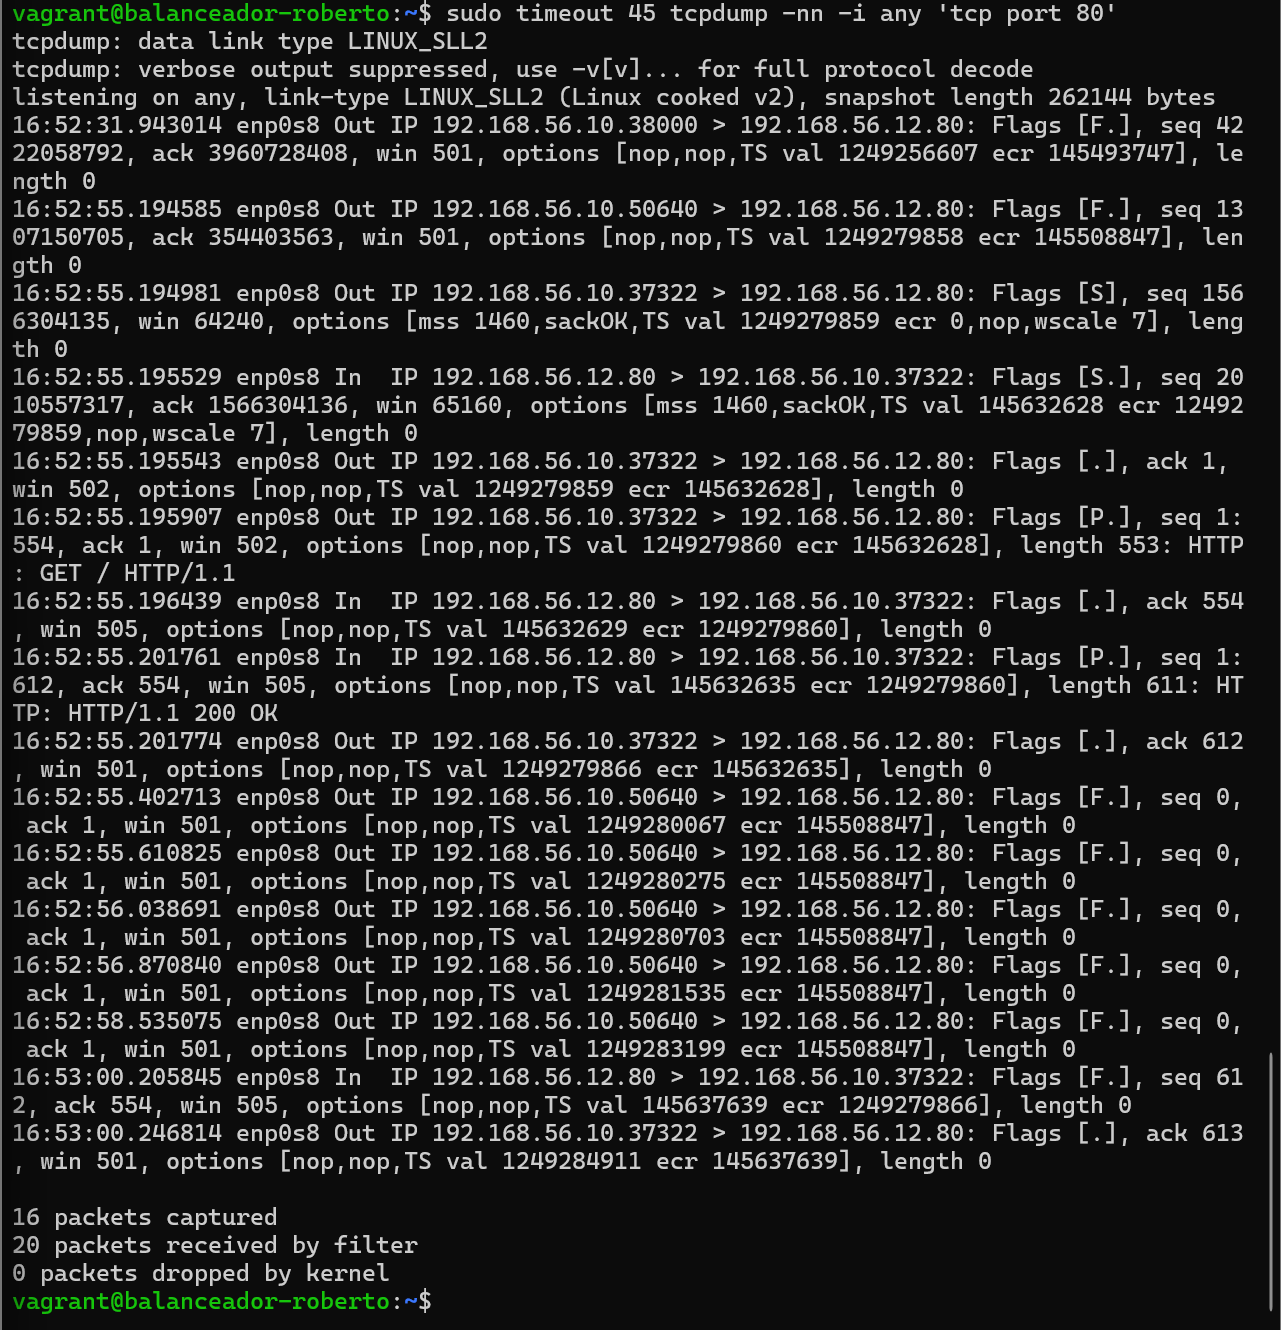 vagrant@balanceador-roberto:~$ sudo timeout 45 tcpdump -nn -i any 'tcp port 80'
tcpdump: data link type LINUX_SLL2
tcpdump: verbose output suppressed, use -v[v]... for full protocol decode
listening on any, link-type LINUX_SLL2 (Linux cooked v2), snapshot length 262144 bytes
16:52:31.943014 enp0s8 Out IP 192.168.56.10.38000 > 192.168.56.12.80: Flags [F.], seq 42
22058792, ack 3960728408, win 501, options [nop,nop,TS val 1249256607 ecr 145493747], le
ngth 0
16:52:55.194585 enp0s8 Out IP 192.168.56.10.50640 > 192.168.56.12.80: Flags [F.], seq 13
07150705, ack 354403563, win 501, options [nop,nop,TS val 1249279858 ecr 145508847], len
gth 0
16:52:55.194981 enp0s8 Out IP 192.168.56.10.37322 > 192.168.56.12.80: Flags [S], seq 156
6304135, win 64240, options [mss 1460,sackOK,TS val 1249279859 ecr 0,nop,wscale 7], leng
th 0
16:52:55.195529 enp0s8 In  IP 192.168.56.12.80 > 192.168.56.10.37322: Flags [S.], seq 20
10557317, ack 1566304136, win 65160, options [mss 1460,sackOK,TS val 145632628 ecr 12492
79859,nop,wscale 7], length 0
16:52:55.195543 enp0s8 Out IP 192.168.56.10.37322 > 192.168.56.12.80: Flags [.], ack 1,
win 502, options [nop,nop,TS val 1249279859 ecr 145632628], length 0
16:52:55.195907 enp0s8 Out IP 192.168.56.10.37322 > 192.168.56.12.80: Flags [P.], seq 1:
554, ack 1, win 502, options [nop,nop,TS val 1249279860 ecr 145632628], length 553: HTTP
: GET / HTTP/1.1
16:52:55.196439 enp0s8 In  IP 192.168.56.12.80 > 192.168.56.10.37322: Flags [.], ack 554
, win 505, options [nop,nop,TS val 145632629 ecr 1249279860], length 0
16:52:55.201761 enp0s8 In  IP 192.168.56.12.80 > 192.168.56.10.37322: Flags [P.], seq 1:
612, ack 554, win 505, options [nop,nop,TS val 145632635 ecr 1249279860], length 611: HT
TP: HTTP/1.1 200 OK
16:52:55.201774 enp0s8 Out IP 192.168.56.10.37322 > 192.168.56.12.80: Flags [.], ack 612
, win 501, options [nop,nop,TS val 1249279866 ecr 145632635], length 0
16:52:55.402713 enp0s8 Out IP 192.168.56.10.50640 > 192.168.56.12.80: Flags [F.], seq 0,
 ack 1, win 501, options [nop,nop,TS val 1249280067 ecr 145508847], length 0
16:52:55.610825 enp0s8 Out IP 192.168.56.10.50640 > 192.168.56.12.80: Flags [F.], seq 0,
 ack 1, win 501, options [nop,nop,TS val 1249280275 ecr 145508847], length 0
16:52:56.038691 enp0s8 Out IP 192.168.56.10.50640 > 192.168.56.12.80: Flags [F.], seq 0,
 ack 1, win 501, options [nop,nop,TS val 1249280703 ecr 145508847], length 0
16:52:56.870840 enp0s8 Out IP 192.168.56.10.50640 > 192.168.56.12.80: Flags [F.], seq 0,
 ack 1, win 501, options [nop,nop,TS val 1249281535 ecr 145508847], length 0
16:52:58.535075 enp0s8 Out IP 192.168.56.10.50640 > 192.168.56.12.80: Flags [F.], seq 0,
 ack 1, win 501, options [nop,nop,TS val 1249283199 ecr 145508847], length 0
16:53:00.205845 enp0s8 In  IP 192.168.56.12.80 > 192.168.56.10.37322: Flags [F.], seq 61
2, ack 554, win 505, options [nop,nop,TS val 145637639 ecr 1249279866], length 0
16:53:00.246814 enp0s8 Out IP 192.168.56.10.37322 > 192.168.56.12.80: Flags [.], ack 613
, win 501, options [nop,nop,TS val 1249284911 ecr 145637639], length 0

16 packets captured
20 packets received by filter
0 packets dropped by kernel
vagrant@balanceador-roberto:~$